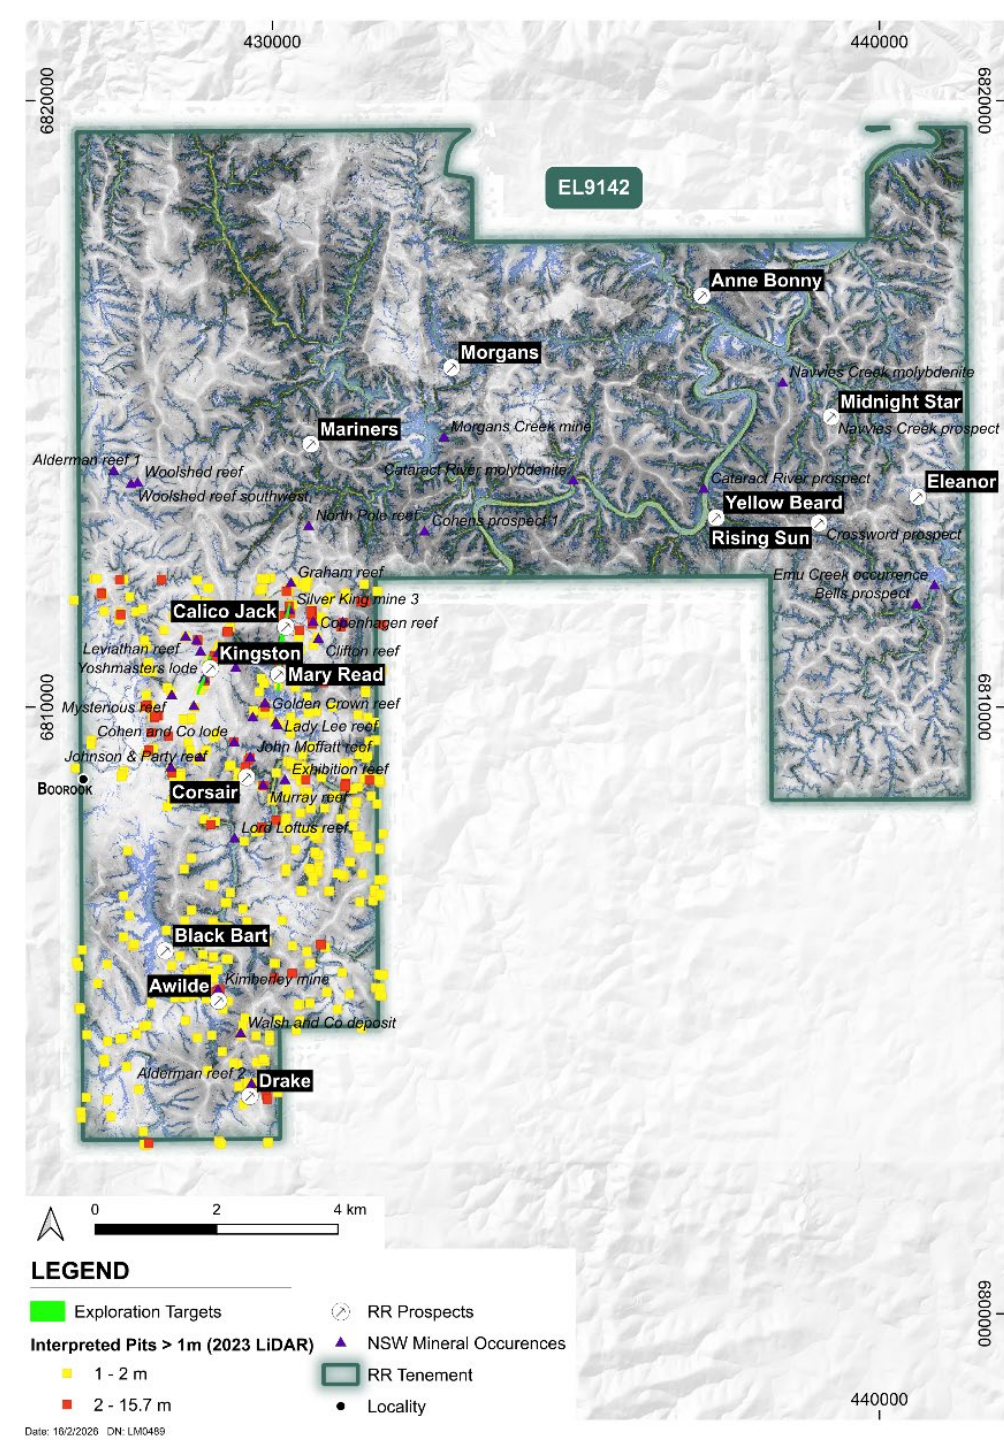 430000
440000
6820000
6820000
EL9142
Anne Bonny
Morgans
Navvies Creek molybdenite
Midnight Star
Mariners
Morgans Creek mine
Navvies Creek prospect
Alderman reef 1
Woolshed reef
Cataract River molybdenite
Cataract River prospect
Eleanor
Woolshed reef southwest
Yellow Beard
North Pole reef
Cohens prospect 1
Rising Sun
Crossword prospect
Graham reef
Emu Creek occurrence
Bells prospect
Silver King mine 3
Calico Jack
Copenhagen reef
Leviathan reef
Kingston
Clifton reef
Yoshmasters lode
Mary Read
Mysterious reef
Golden Crown reef
6810000
6810000
Cohen and Co lode
Lady Lee reef
Johnson & Party reef
John Moffatt reef
Exhibition reef
BOOROOK
Corsair
Murray reef
Lord Loftus reef
Black Bart
Awilde
Kimberley mine
Walsh and Co deposit
Alderman reef 2
Drake
0 2 4 km
LEGEND
Exploration Targets
RR Prospects
Interpreted Pits > 1m (2023 LiDAR)
NSW Mineral Occurences
1 - 2 m
RR Tenement
2 - 15.7 m
Locality
6800000
440000
Date: 16/2/2026 DN: LM0489